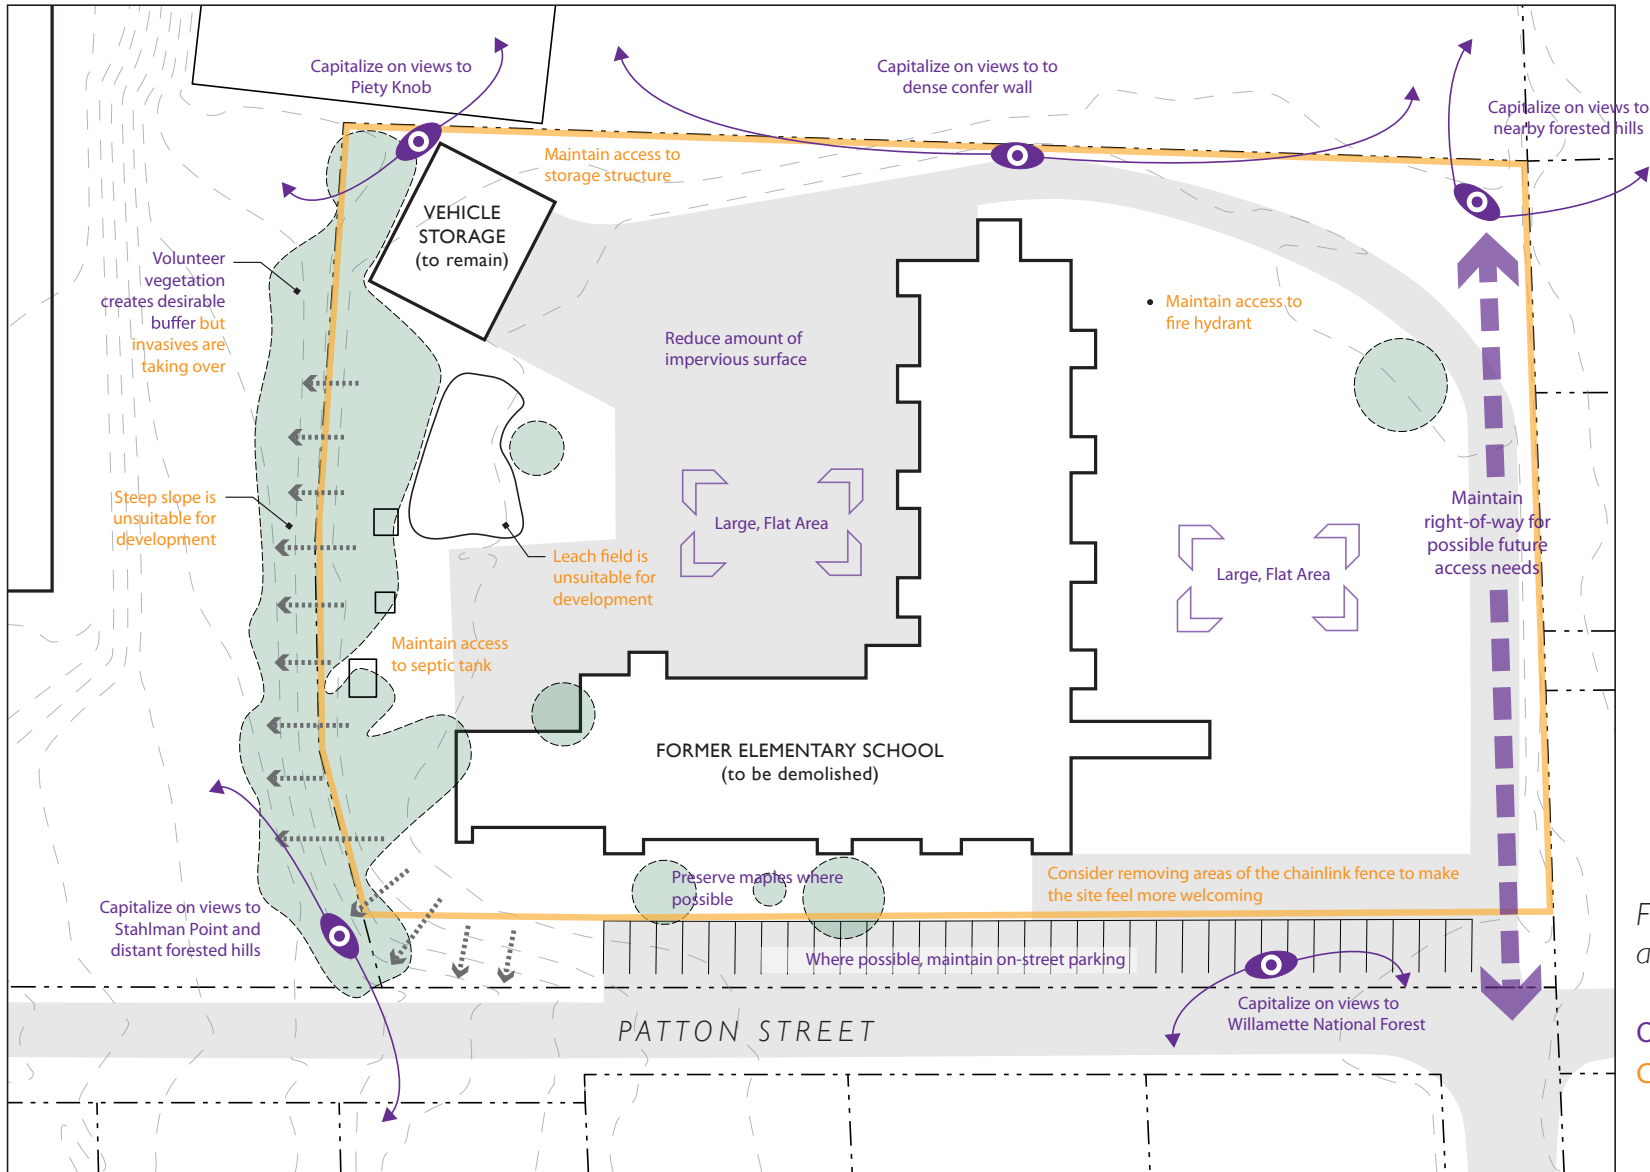 Capitalize on views to
Piety Knob
Capitalize on views to to
dense confer wall
Capitalize on views to
nearby forested hills
Maintain access to
storage structure
VEHICLE
STORAGE
(to remain)
Volunteer
vegetation
creates desirable
buffer but
invasives are
taking over
Maintain access to
fire hydrant
Reduce amount of
impervious surface
Steep slope is
unsuitable for
development
Large, Flat Area
Leach field is
unsuitable for
development
Large, Flat Area
Maintain
right-of-way for
possible future
access needs
Maintain access
to septic tank
FORMER ELEMENTARY SCHOOL
(to be demolished)
Preserve maples where
possible
Consider removing areas of the chainlink fence to make
the site feel more welcoming
Capitalize on views to
Stahlman Point and
distant forested hills
Where possible, maintain on-street parking
Capitalize on views to
Willamette National Forest
PATTON STREET